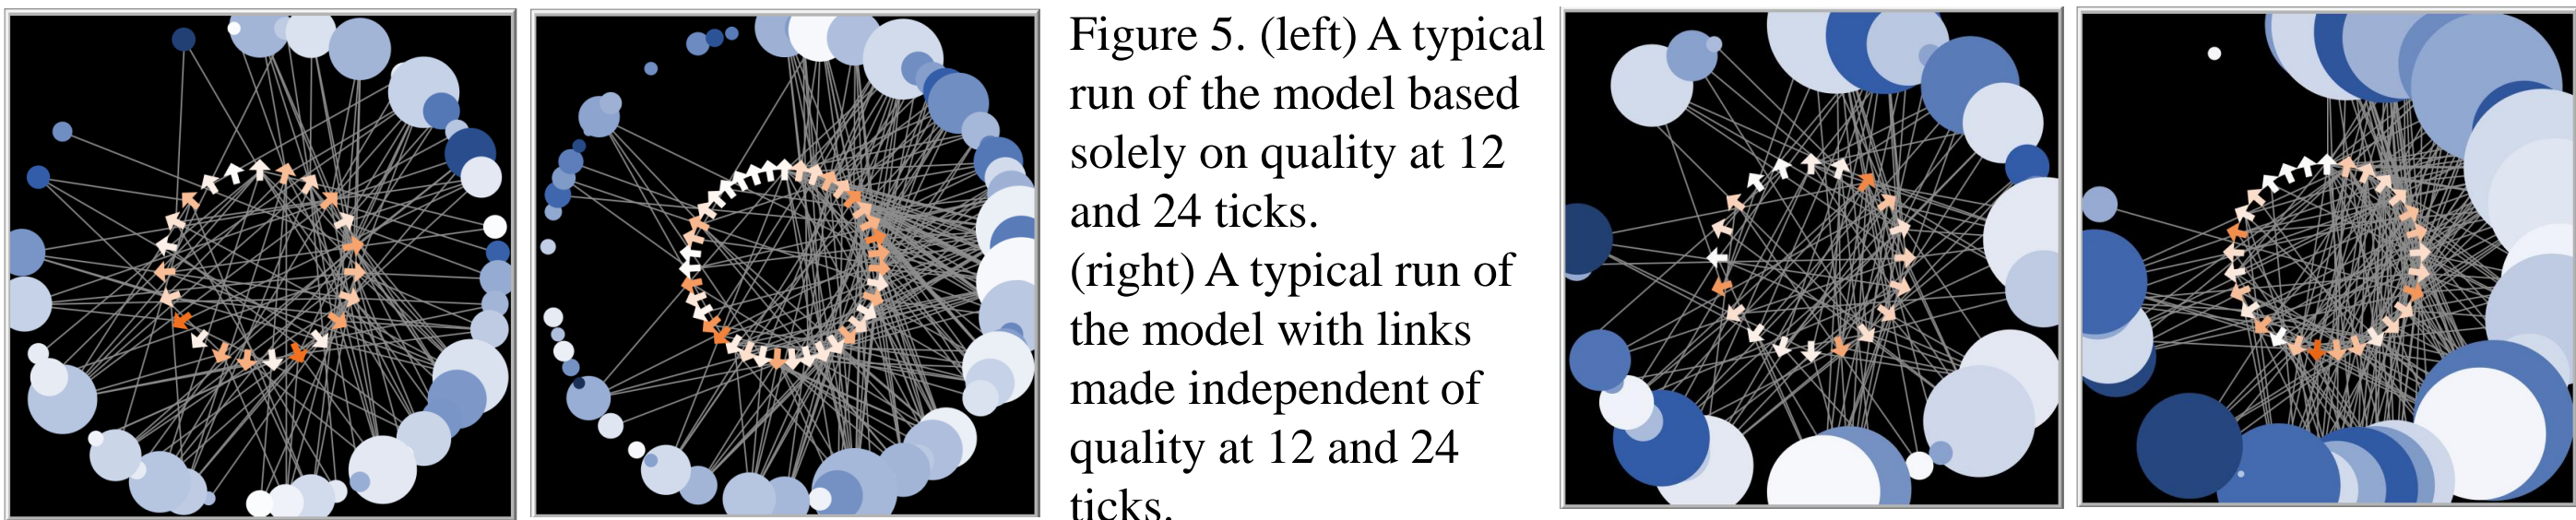 Figure 5. (left) A typical
run of the model based
solely on quality at 12
and 24 ticks.
(right) A typical run of
the model with links
made independent of
quality at 12 and 24
ticks.